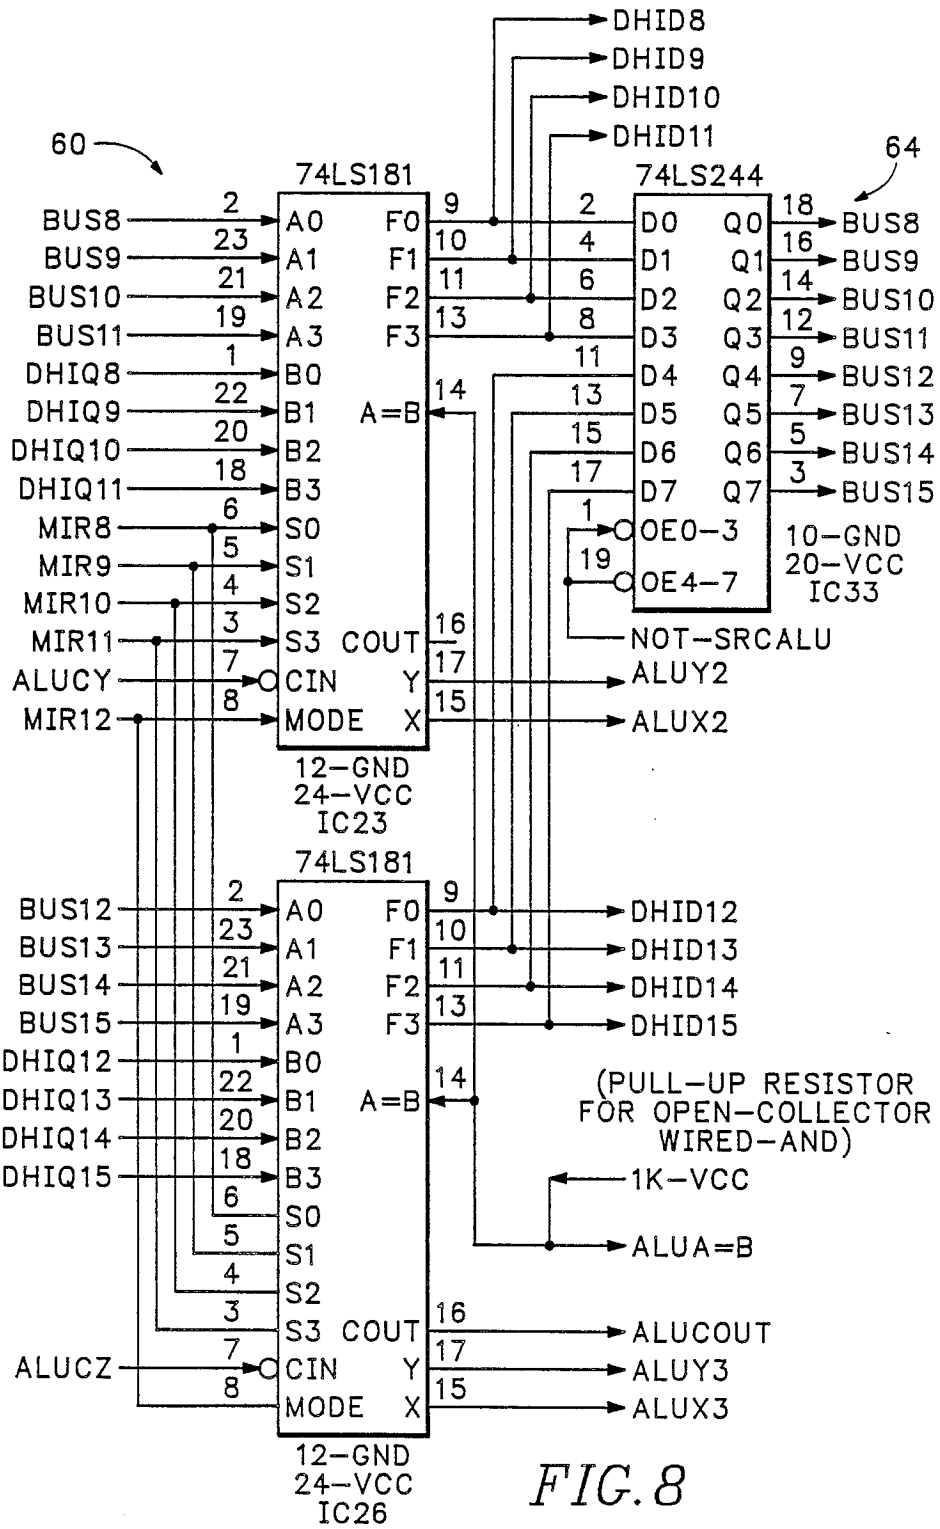 DHID8
DHID9
DHID10
DHID11
60
64
74LS181
74LS244
BUS8 2 A0 F0 9 2 D0 Q0 18 BUS8
BUS9 23 A1 F1 10 4 D1 Q1 16 BUS9
BUS10 21 A2 F2 11 6 D2 Q2 14 BUS10
BUS11 19 A3 F3 13 8 D3 Q3 12 BUS11
DHIQ8 1 B0 11 D4 Q4 9 BUS12
DHIQ9 22 B1 A=B 14 13 D5 Q5 7 BUS13
DHIQ10 20 B2 15 D6 Q6 5 BUS14
DHIQ11 18 B3 17 D7 Q7 3 BUS15
MIR8 6 S0 1 OE0-3
MIR9 5 S1 19 OE4-7
10-GND
20-VCC
IC33
MIR10 4 S2
MIR11 3 S3 COUT 16 NOT-SRCALU
ALUCY 7 CIN Y 17 ALUY2
MIR12 8 MODE X 15 ALUX2
12-GND
24-VCC
IC23
74LS181
BUS12 2 A0 F0 9 DHID12
BUS13 23 A1 F1 10 DHID13
BUS14 21 A2 F2 11 DHID14
BUS15 19 A3 F3 13 DHID15
DHIQ12 1 B0
DHIQ13 22 B1 A=B 14
DHIQ14 20 B2
DHIQ15 18 B3
(PULL-UP RESISTOR
FOR OPEN-COLLECTOR
WIRED-AND)
1K-VCC
6 S0
5 S1 ALUA=B
4 S2
3 S3 COUT 16 ALUCOUT
ALUCZ 7 CIN Y 17 ALUY3
8 MODE X 15 ALUX3
12-GND
24-VCC
IC26
FIG. 8